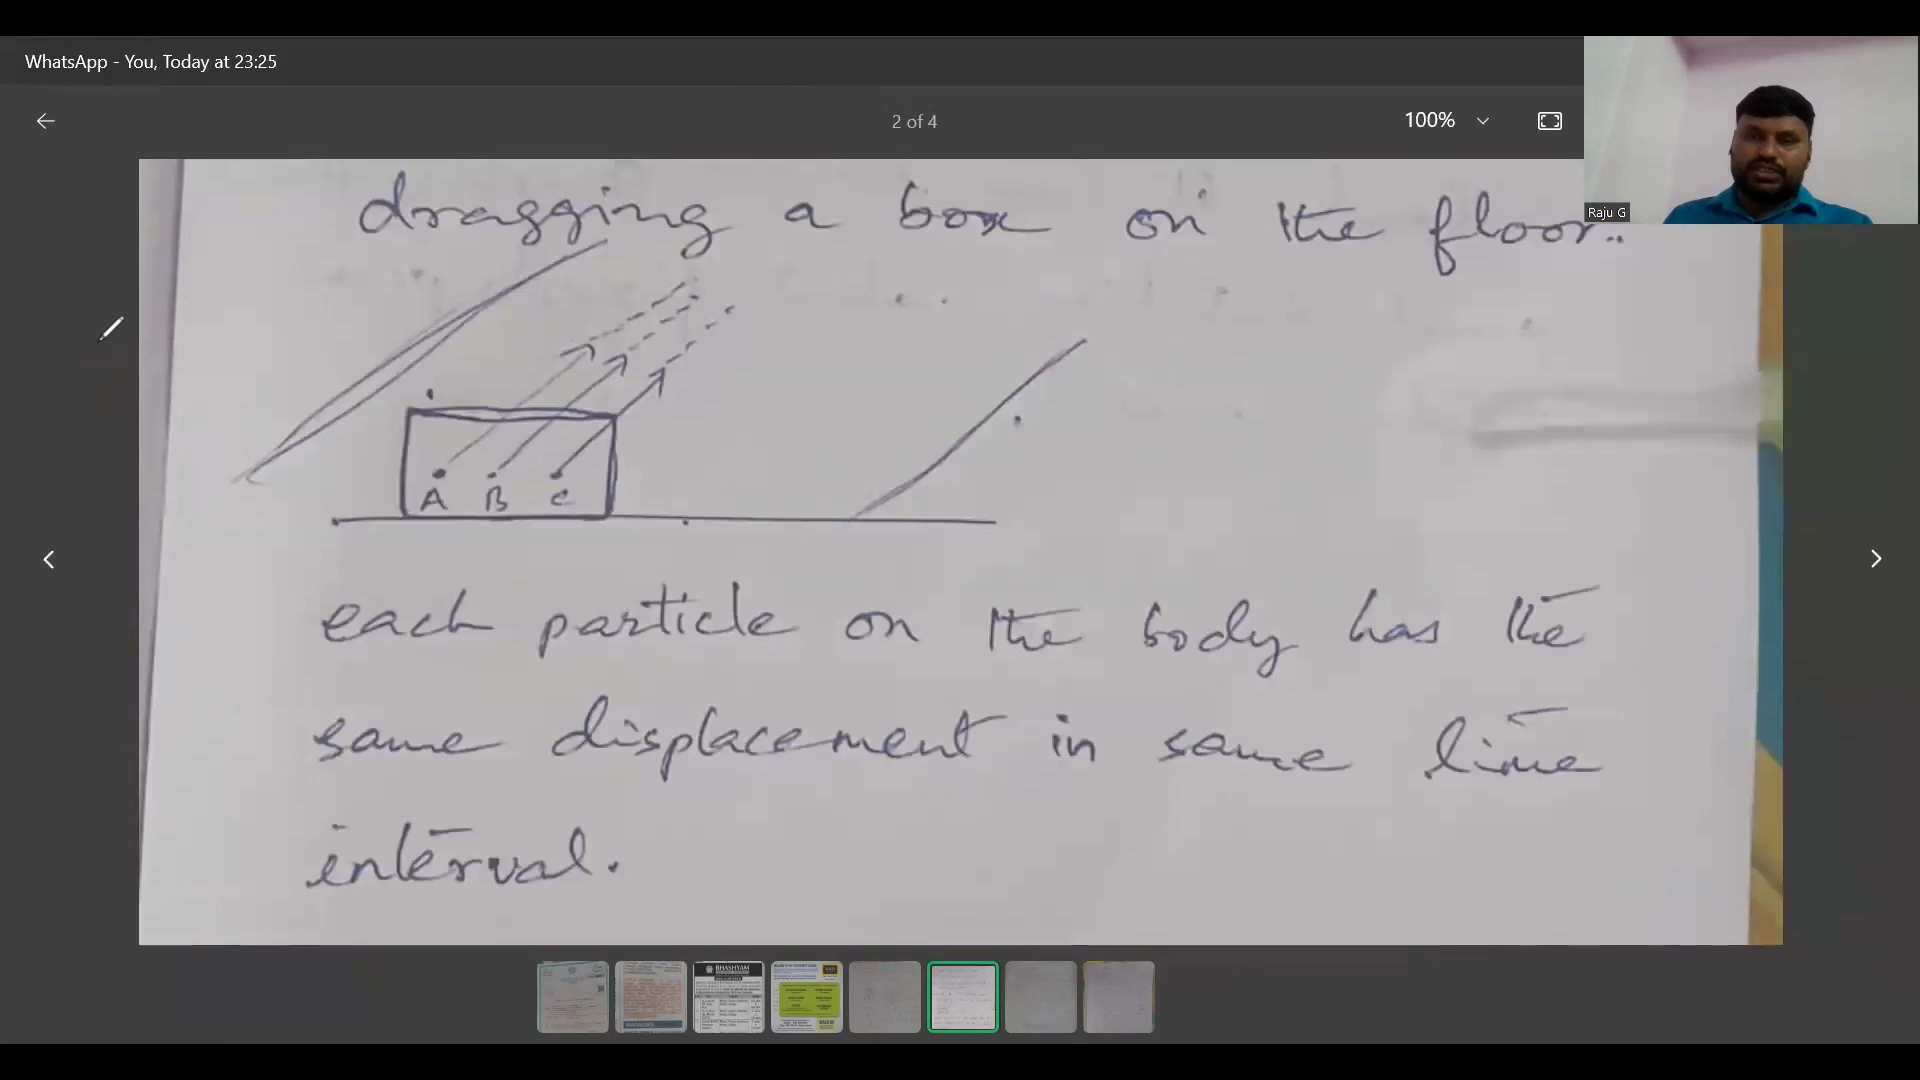 WhatsApp - You, Today at 23:25
2 of 4
100%
Raju G
dragging a box on the floor.
A B C
each particle on the body has the
same displacement in same time
interval.
BHASHYAM